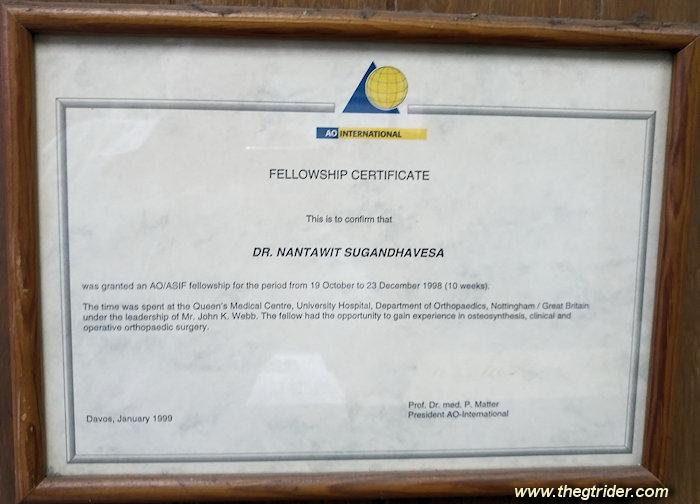 AO INTERNATIONAL
FELLOWSHIP CERTIFICATE
This is to confirm that
DR. NANTAWIT SUGANDHAVESA
was granted an AO/ASIF fellowship for the period from 19 October to 23 December 1998 (10 weeks).
The time was spent at the Queen's Medical Centre, University Hospital, Department of Orthopaedics, Nottingham / Great Britain
under the leadership of Mr. John K. Webb. The fellow had the opportunity to gain experience in osteosynthesis, clinical and
operative orthopaedic surgery.
Prof. Dr. med. P. Matter
President AO-International
Davos, January 1999
www.thegtrider.com